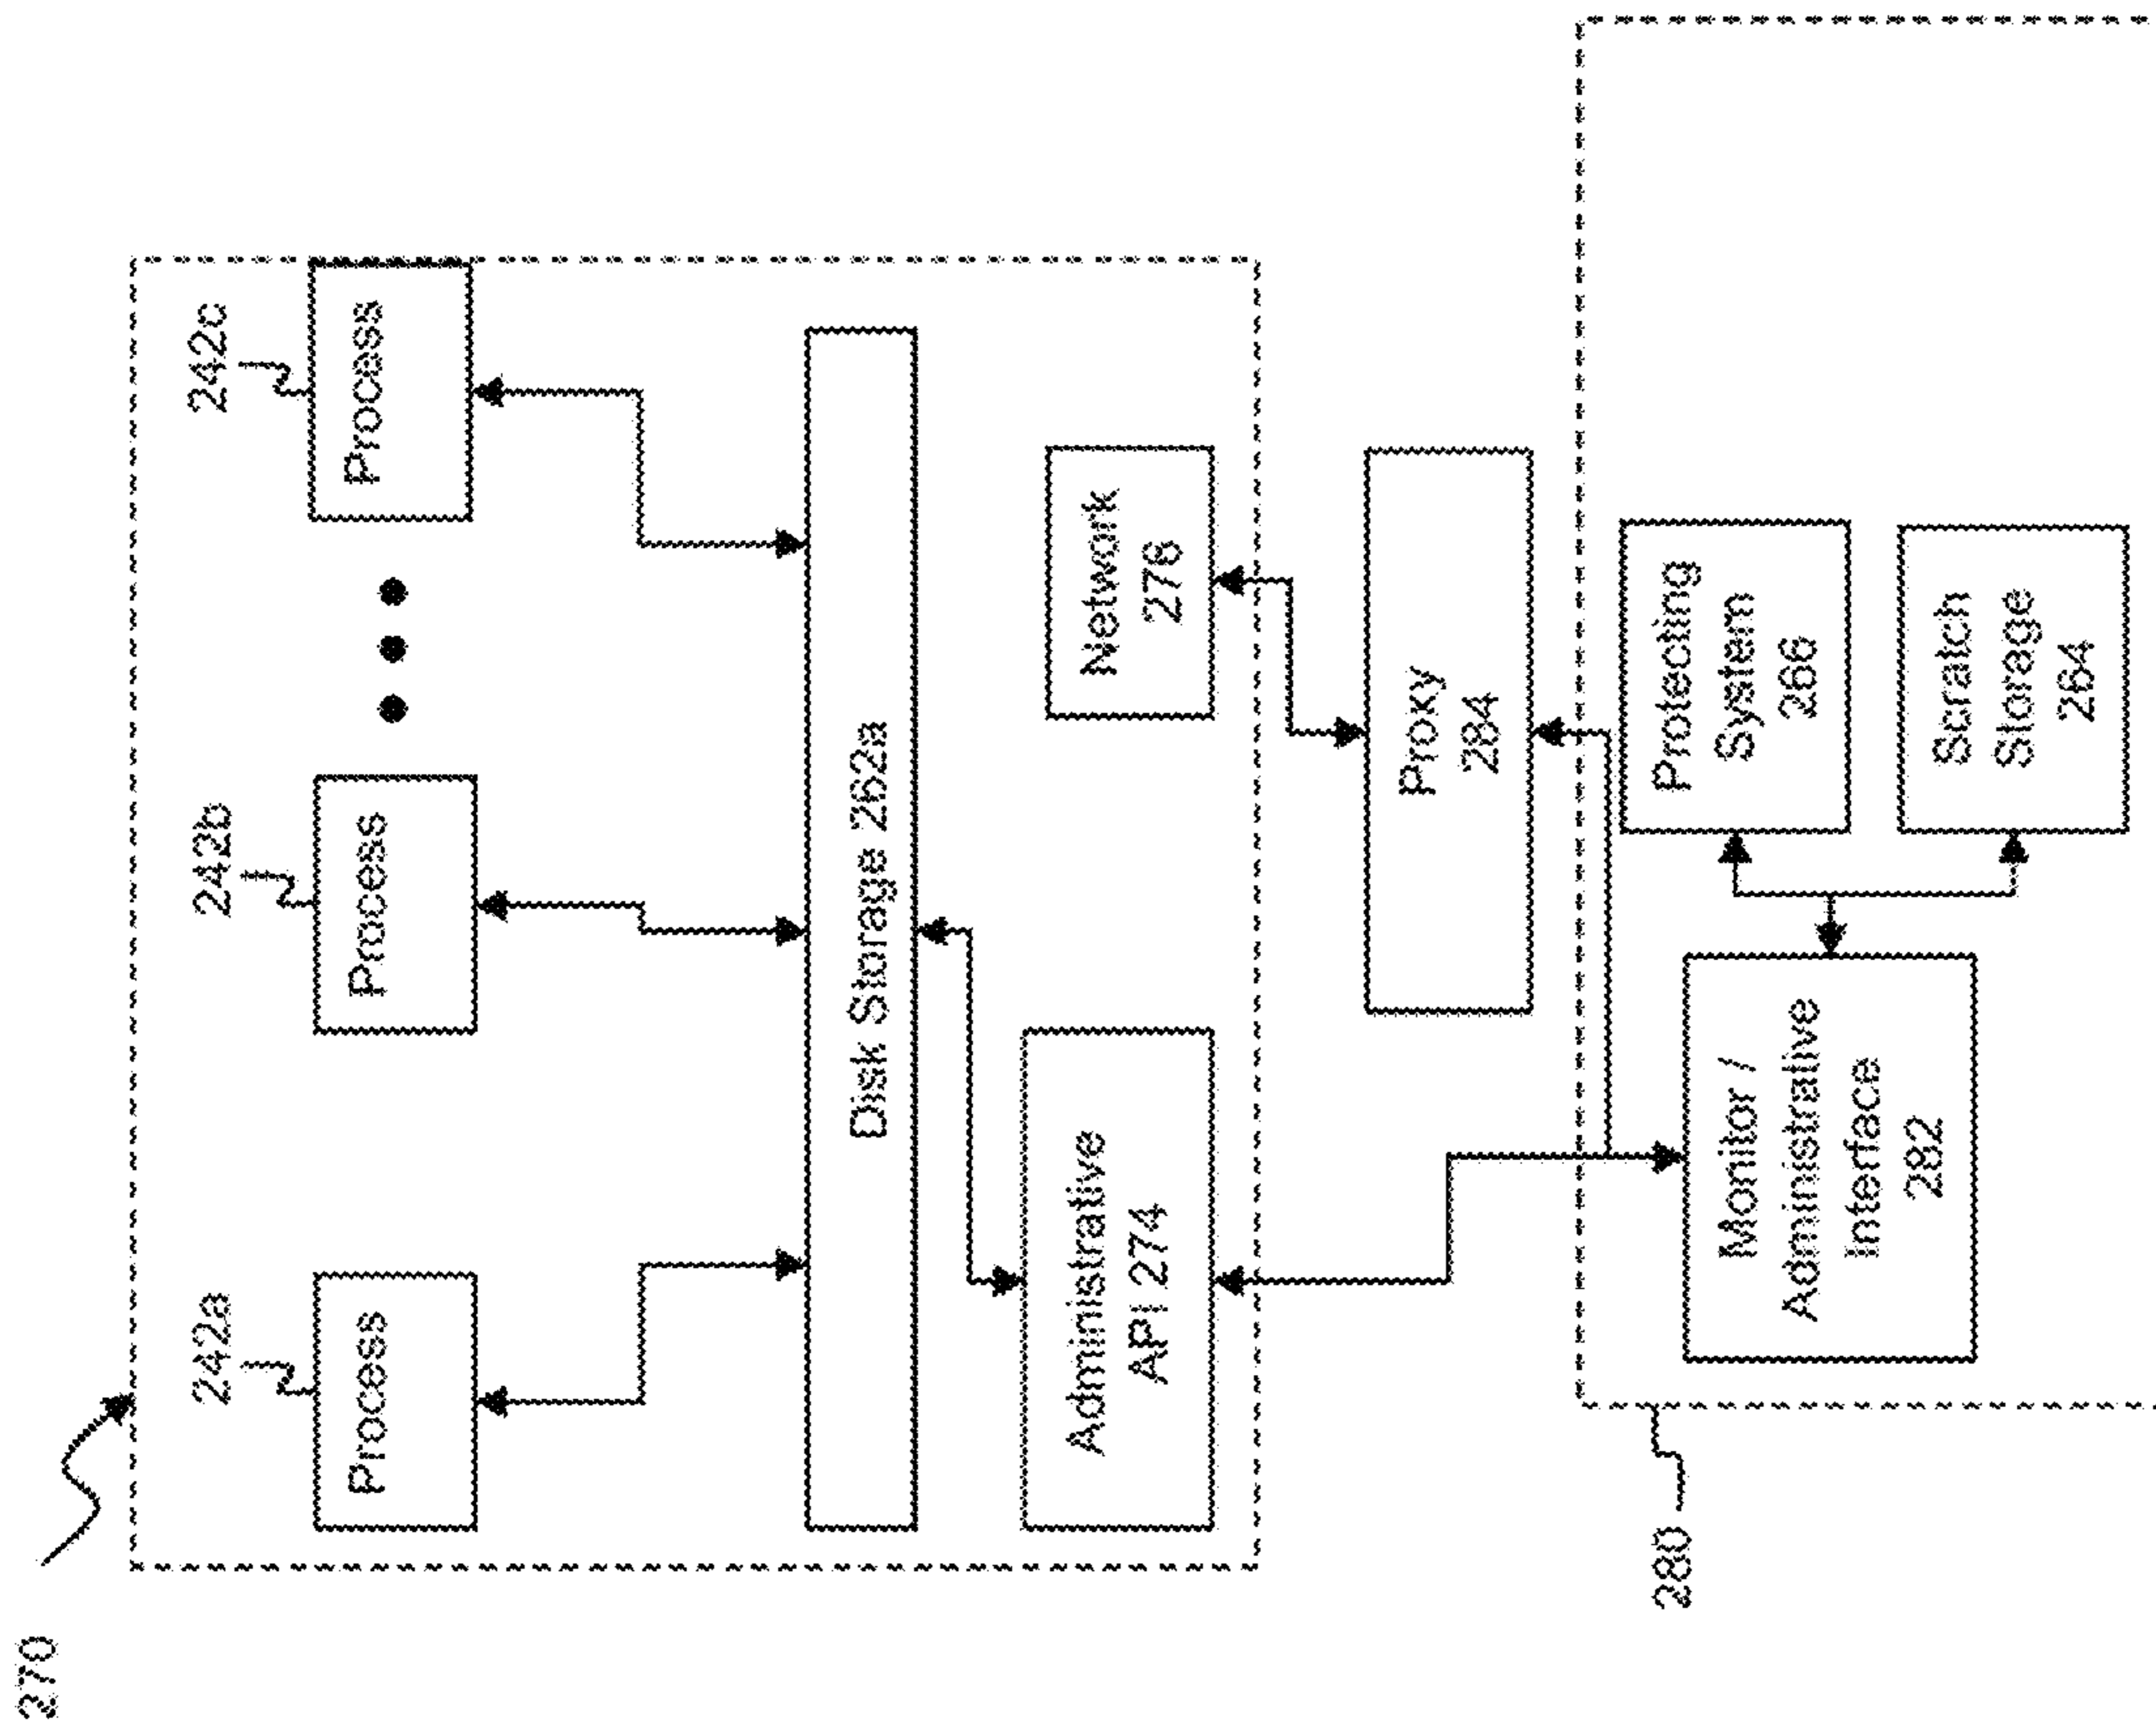 270
242a
242b
242c
Process
Process
Process
Disk Storage 262a
Administrative
API 274
Network
276
Proxy
284
280
Monitor /
Administrative
Interface
282
Protecting
System
266
Scratch
Storage
264